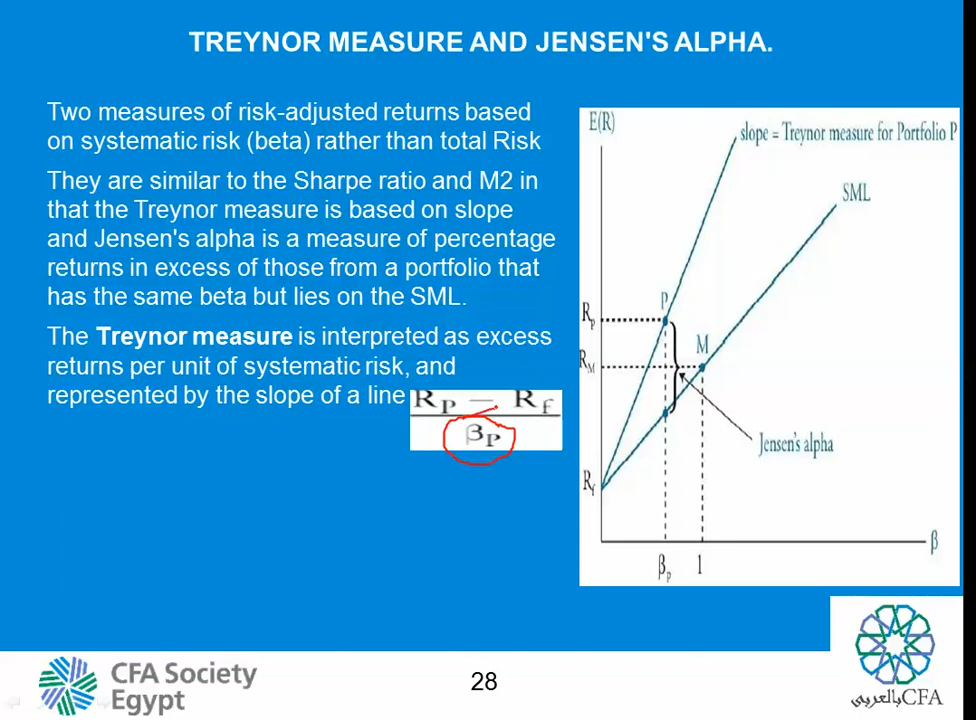 TREYNOR MEASURE AND JENSEN'S ALPHA.
Two measures of risk-adjusted returns based
on systematic risk (beta) rather than total Risk
They are similar to the Sharpe ratio and M2 in
that the Treynor measure is based on slope
and Jensen's alpha is a measure of percentage
returns in excess of those from a portfolio that
has the same beta but lies on the SML.
The Treynor measure is interpreted as excess
returns per unit of systematic risk, and
represented by the slope of a line
RP − Rf
βP
E(R)
slope = Treynor measure for Portfolio P
SML
P
Rp
M
RM
Jensen's alpha
Rf
β
βp
1
CFA Society
Egypt
28
CFAبالعربي